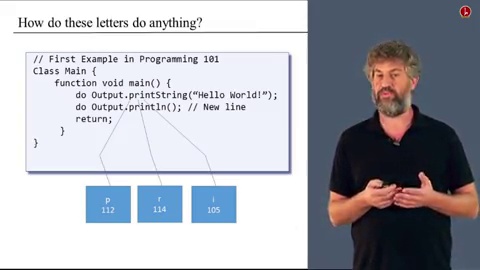 How do these letters do anything?
// First Example in Programming 101
Class Main {
function void main() {
do Output.printString(“Hello World!”);
do Output.println(); // New line
return;
}
}
p
112
r
114
i
105